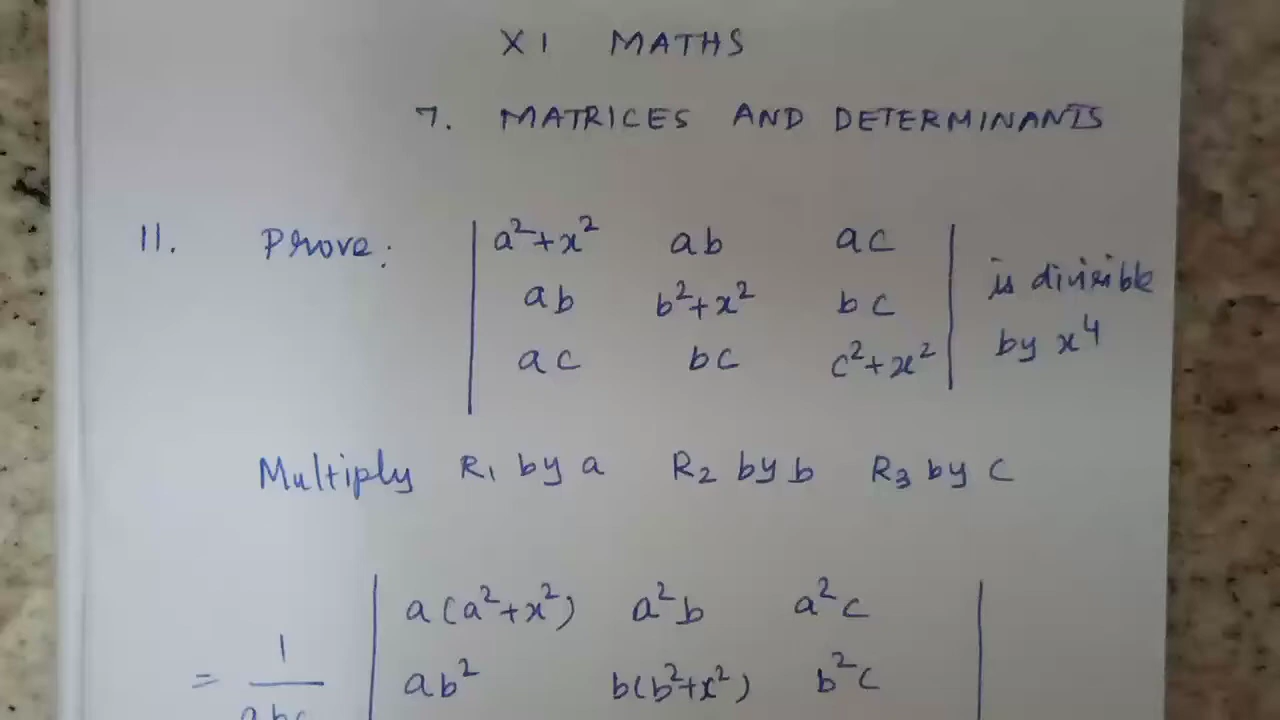 XI MATHS
7. MATRICES AND DETERMINANTS
11. Prove: | a²+x² ab ac | is divisible
| ab b²+x² bc |
| ac bc c²+x² | by x⁴
Multiply R₁ by a R₂ by b R₃ by c
| a(a²+x²) a²b a²c |
= 1/abc | ab² b(b²+x²) b²c |